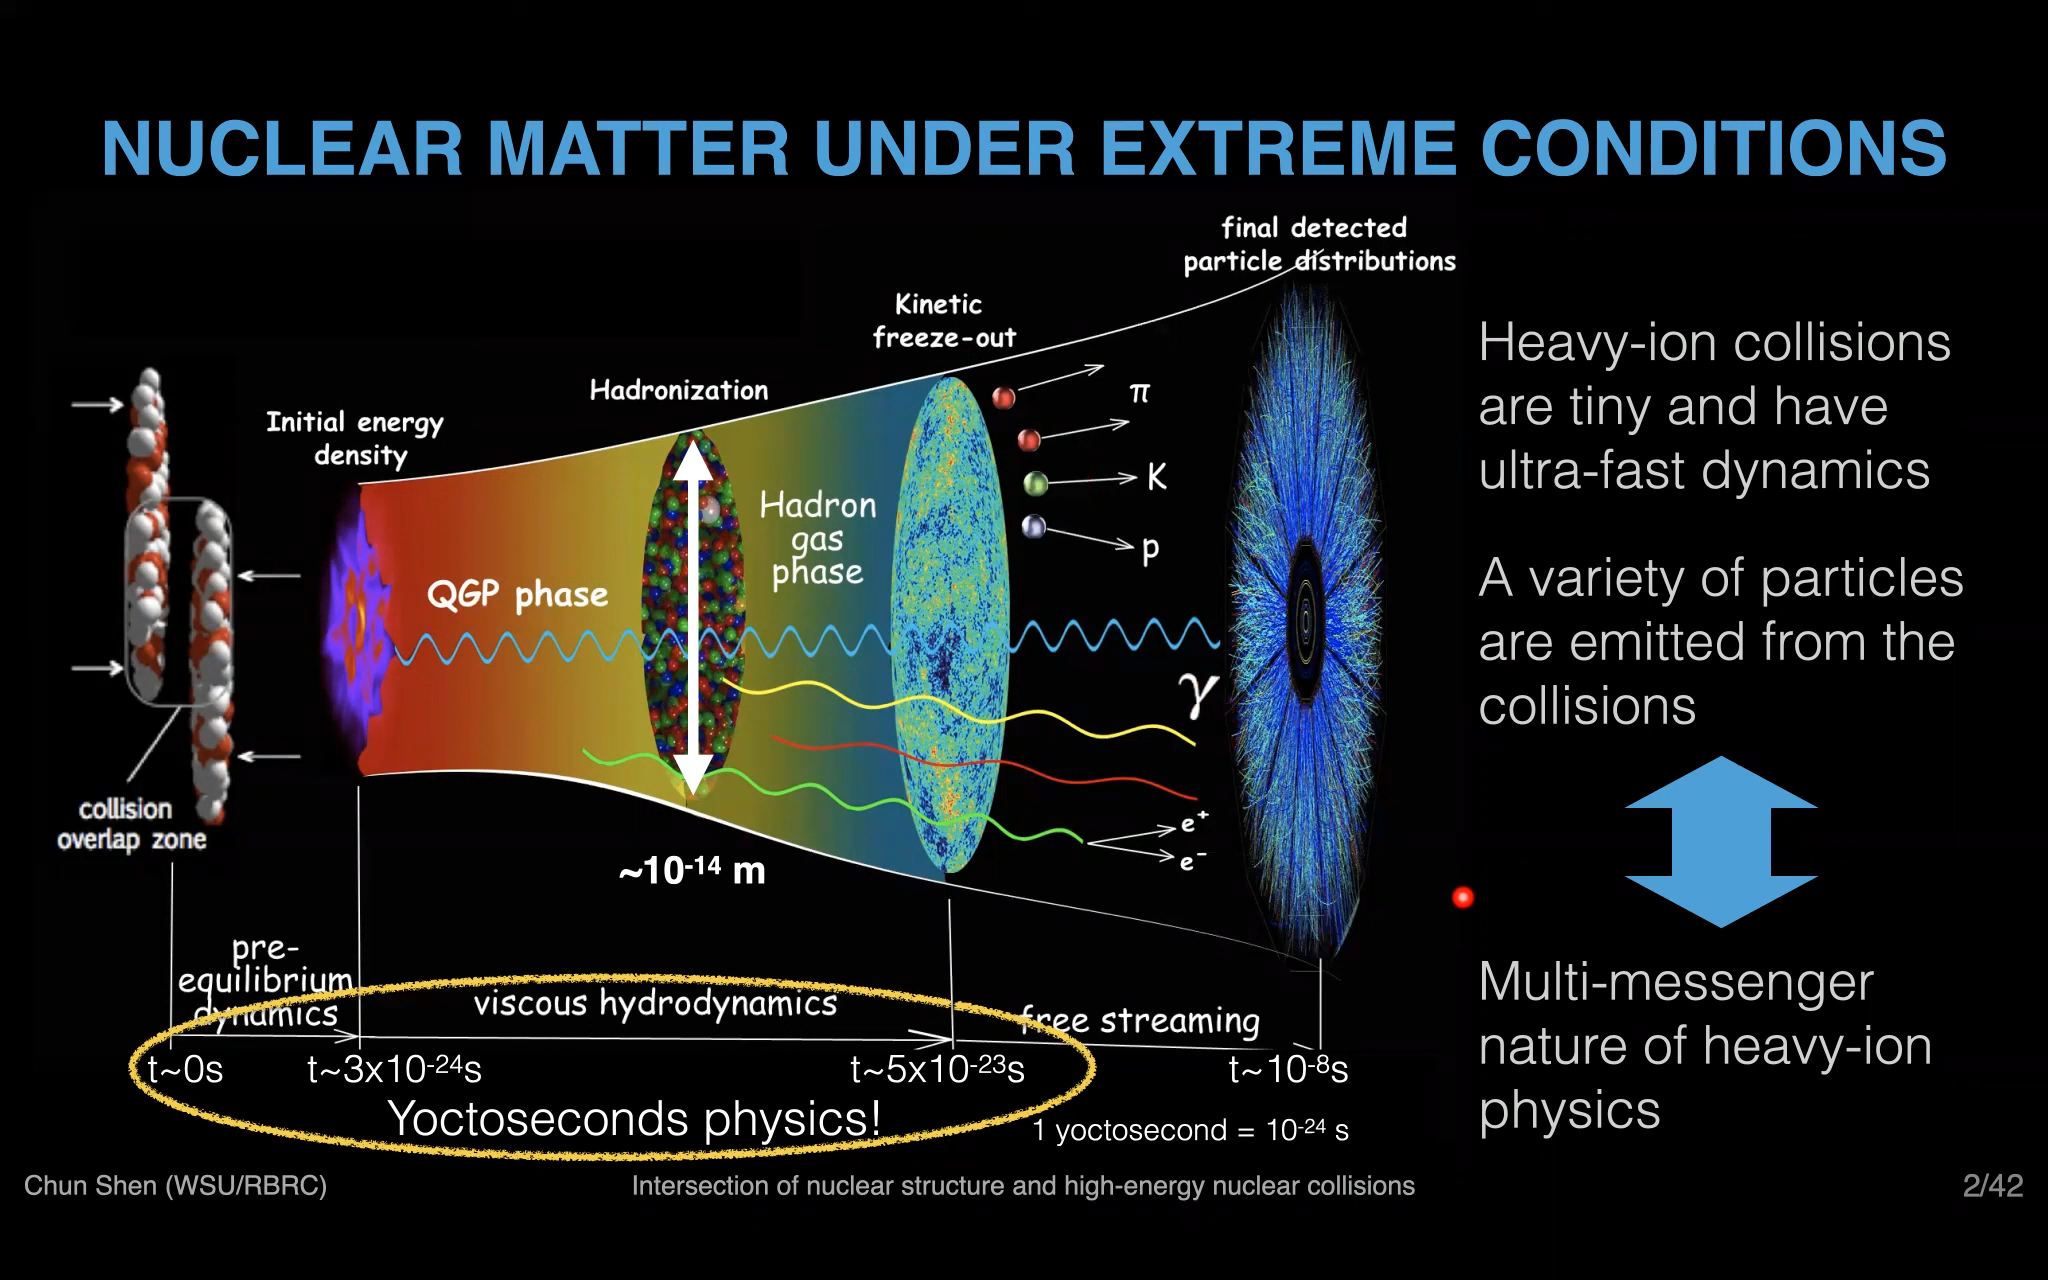 NUCLEAR MATTER UNDER EXTREME CONDITIONS
final detected
particle distributions
Kinetic
freeze-out
Hadronization
Initial energy
density
π
K
p
Hadron
gas
phase
QGP phase
γ
e⁺
e⁻
collision
overlap zone
~10⁻¹⁴ m
pre-
equilibrium
dynamics
viscous hydrodynamics
free streaming
t~0s
t~3x10⁻²⁴s
t~5x10⁻²³s
t~10⁻⁸s
Yoctoseconds physics!
1 yoctosecond = 10⁻²⁴ s
Heavy-ion collisions
are tiny and have
ultra-fast dynamics
A variety of particles
are emitted from the
collisions
Multi-messenger
nature of heavy-ion
physics
Chun Shen (WSU/RBRC)
Intersection of nuclear structure and high-energy nuclear collisions
2/42